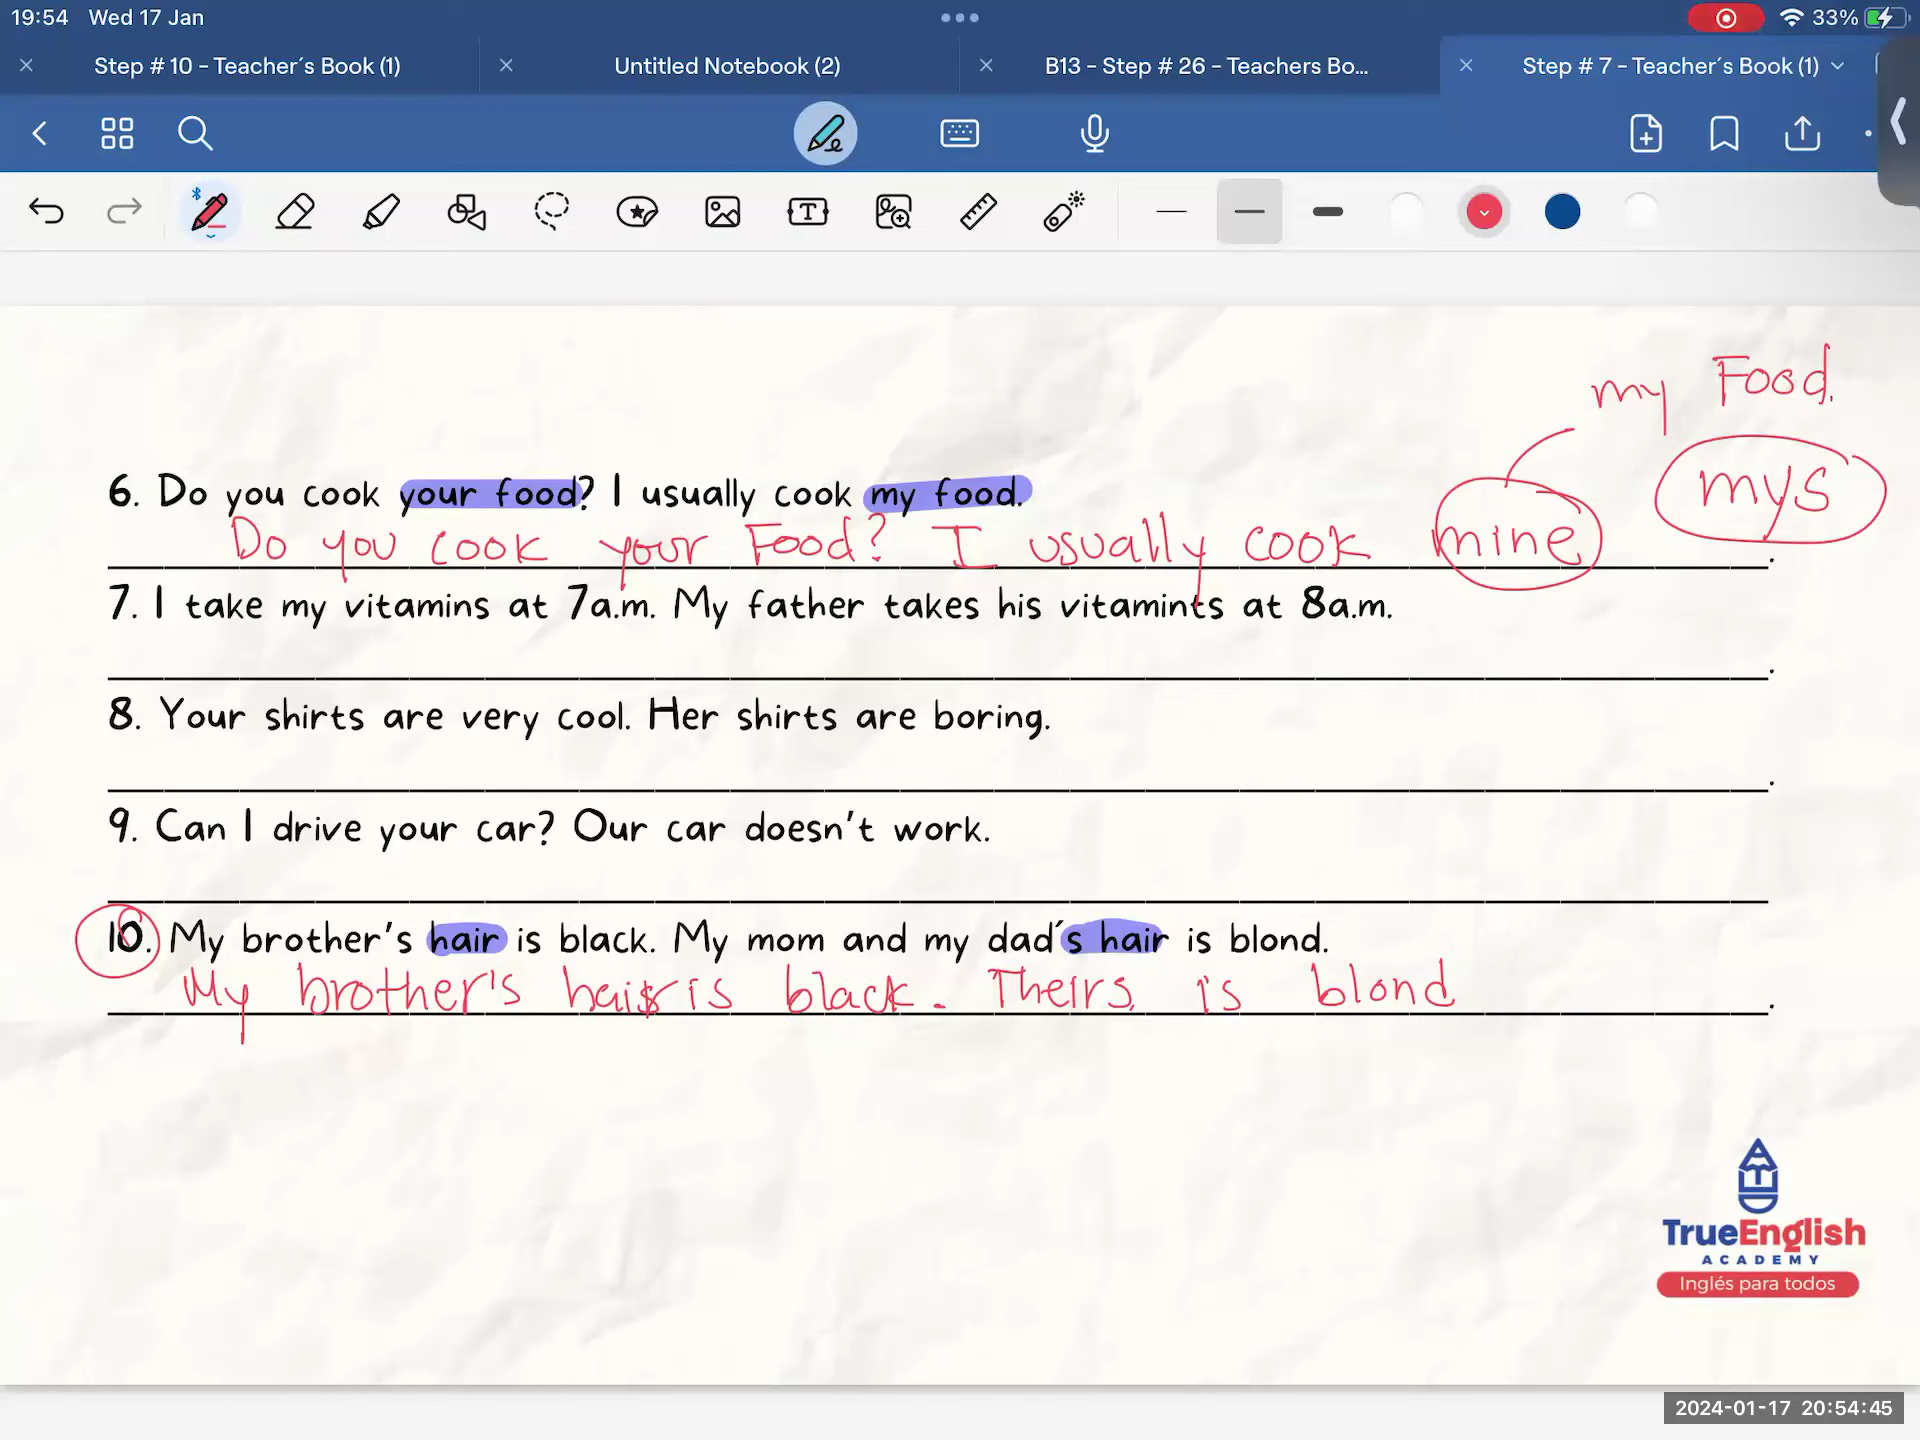 19:54 Wed 17 Jan
33%
Step # 10 - Teacher´s Book (1)
Untitled Notebook (2)
B13 - Step # 26 - Teachers Bo...
Step # 7 - Teacher´s Book (1)
my Food.
mys
6. Do you cook your food? I usually cook my food.
Do you cook your Food? I usually cook mine
7. I take my vitamins at 7a.m. My father takes his vitamints at 8a.m.
8. Your shirts are very cool. Her shirts are boring.
9. Can I drive your car? Our car doesn't work.
10. My brother's hair is black. My mom and my dad´s hair is blond.
My brother's hair is black. Theirs is blond
TrueEnglish
ACADEMY
Inglés para todos
2024-01-17 20:54:45